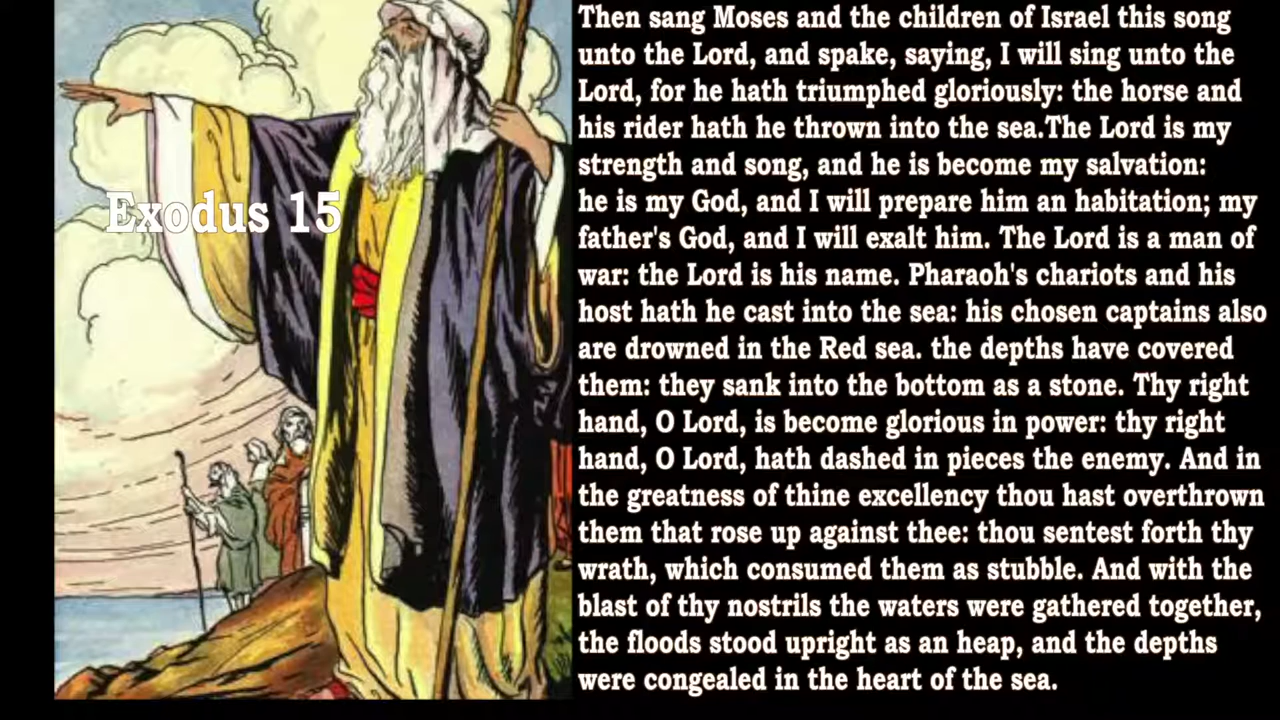 Exodus 15
Then sang Moses and the children of Israel this song
unto the Lord, and spake, saying, I will sing unto the
Lord, for he hath triumphed gloriously: the horse and
his rider hath he thrown into the sea.The Lord is my
strength and song, and he is become my salvation:
he is my God, and I will prepare him an habitation; my
father's God, and I will exalt him. The Lord is a man of
war: the Lord is his name. Pharaoh's chariots and his
host hath he cast into the sea: his chosen captains also
are drowned in the Red sea. the depths have covered
them: they sank into the bottom as a stone. Thy right
hand, O Lord, is become glorious in power: thy right
hand, O Lord, hath dashed in pieces the enemy. And in
the greatness of thine excellency thou hast overthrown
them that rose up against thee: thou sentest forth thy
wrath, which consumed them as stubble. And with the
blast of thy nostrils the waters were gathered together,
the floods stood upright as an heap, and the depths
were congealed in the heart of the sea.